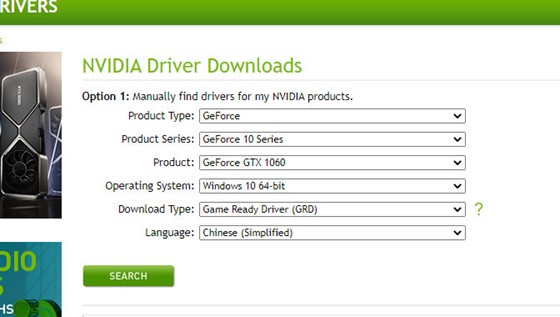 RIVERS
s
NVIDIA Driver Downloads
Option 1: Manually find drivers for my NVIDIA products.
Product Type: GeForce
Product Series: GeForce 10 Series
Product: GeForce GTX 1060
Operating System: Windows 10 64-bit
Download Type: Game Ready Driver (GRD) ?
Language: Chinese (Simplified)
DIO
S
HS
SEARCH